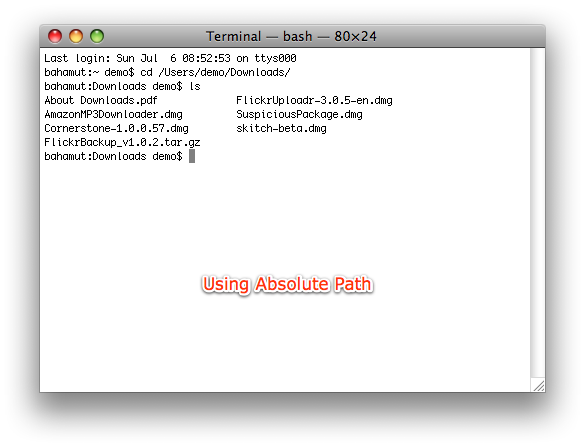 Terminal — bash — 80×24
Last login: Sun Jul  6 08:52:53 on ttys000
bahamut:~ demo$ cd /Users/demo/Downloads/
bahamut:Downloads demo$ ls
About Downloads.pdf          FlickrUploadr-3.0.5-en.dmg
AmazonMP3Downloader.dmg      SuspiciousPackage.dmg
Cornerstone-1.0.0.57.dmg     skitch-beta.dmg
FlickrBackup_v1.0.2.tar.gz
bahamut:Downloads demo$
Using Absolute Path